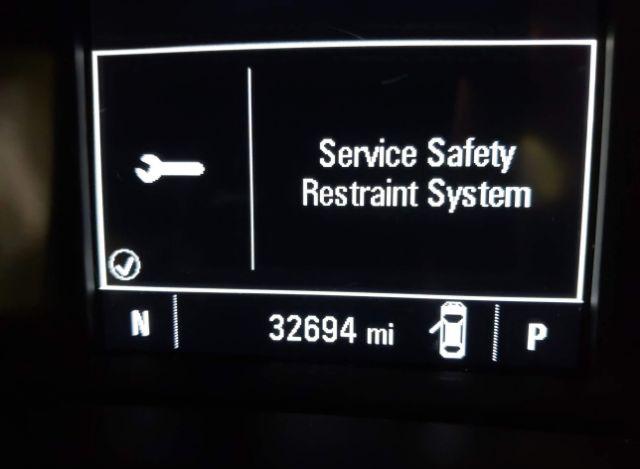 Service Safety
Restraint System
N 32694 mi P